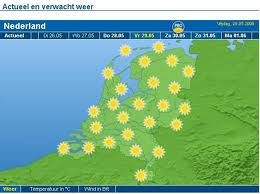 Actueel en verwacht weer
Nederland
Actueel Di 26.05 Wo 27.05 Do 28.05 Vr 29.05 Za 30.05 Zo 31.05 Ma 01.06
Weer Temperatuur in °C Wind in Bft